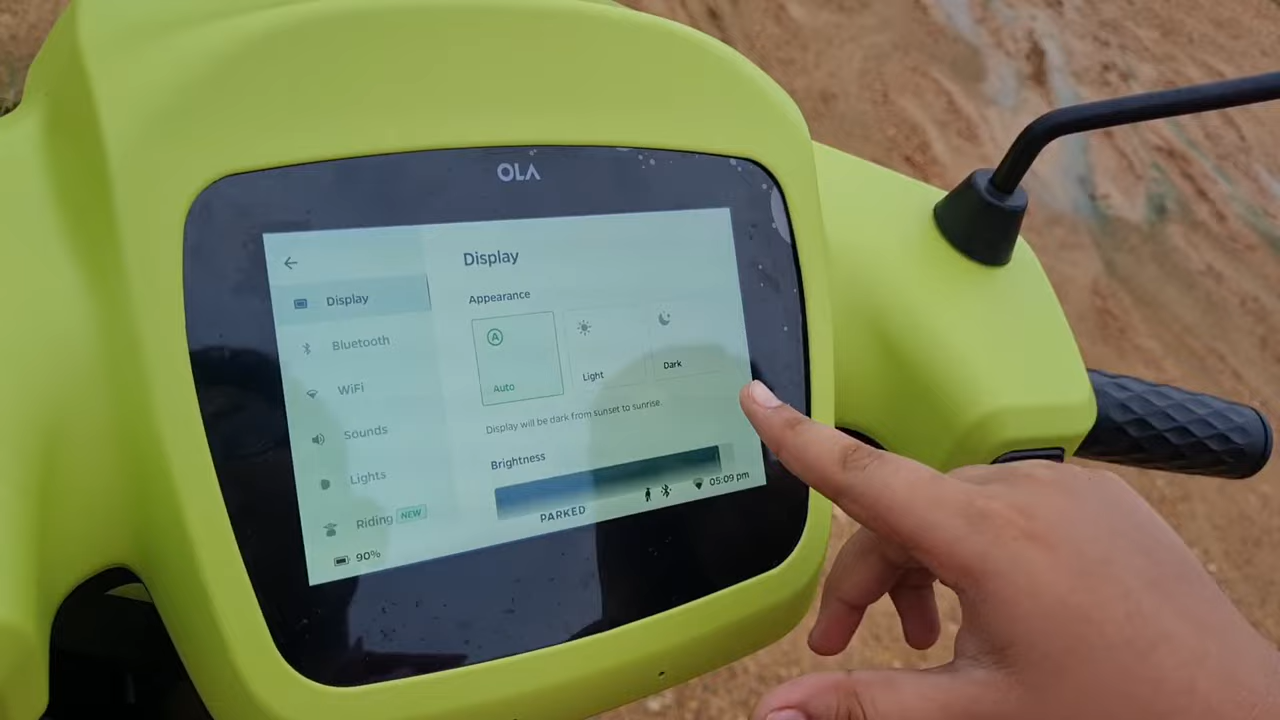 OLA
Display
Bluetooth
WiFi
Sounds
Lights
Riding NEW
90%
Display
Appearance
A
Auto
Light
Dark
Display will be dark from sunset to sunrise.
Brightness
PARKED
05:09 pm